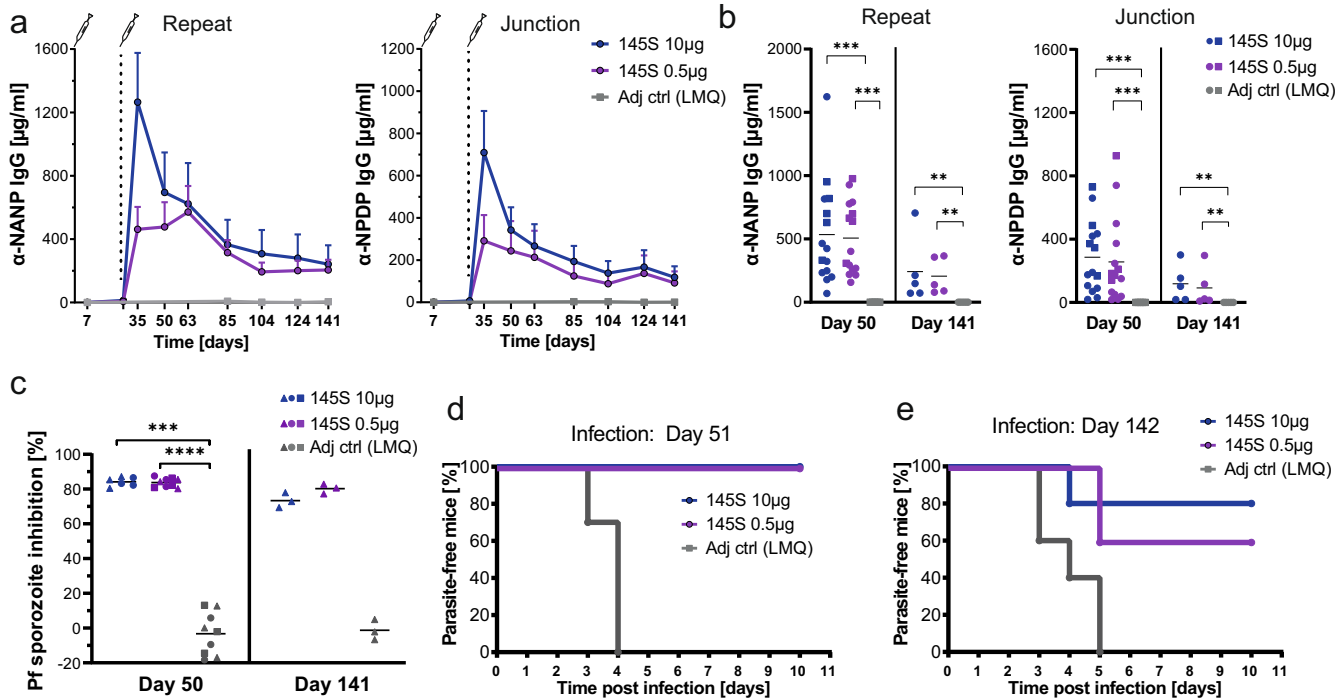 a
Repeat
α-NANP IgG [µg/ml]
1600
1200
800
400
0
7 35 50 63 85 104 124 141
Time [days]
Junction
α-NPDP IgG [µg/ml]
1200
1000
800
600
400
200
0
7 35 50 63 85 104 124 141
Time [days]
145S 10µg
145S 0.5µg
Adj ctrl (LMQ)
b
Repeat
α-NANP IgG [µg/ml]
2000
1500
1000
500
0
***
***
**
**
Day 50 Day 141
Junction
α-NPDP IgG [µg/ml]
1600
1200
800
400
0
***
***
**
**
Day 50 Day 141
145S 10µg
145S 0.5µg
Adj ctrl (LMQ)
c
Pf sporozoite inhibition [%]
100
80
60
40
20
0
-20
***
****
Day 50 Day 141
145S 10µg
145S 0.5µg
Adj ctrl (LMQ)
d
Infection: Day 51
Parasite-free mice [%]
100
80
60
40
20
0
0 1 2 3 4 5 6 7 8 9 10 11
Time post infection [days]
145S 10µg
145S 0.5µg
Adj ctrl (LMQ)
e
Infection: Day 142
Parasite-free mice [%]
100
80
60
40
20
0
0 1 2 3 4 5 6 7 8 9 10 11
Time post infection [days]
145S 10µg
145S 0.5µg
Adj ctrl (LMQ)